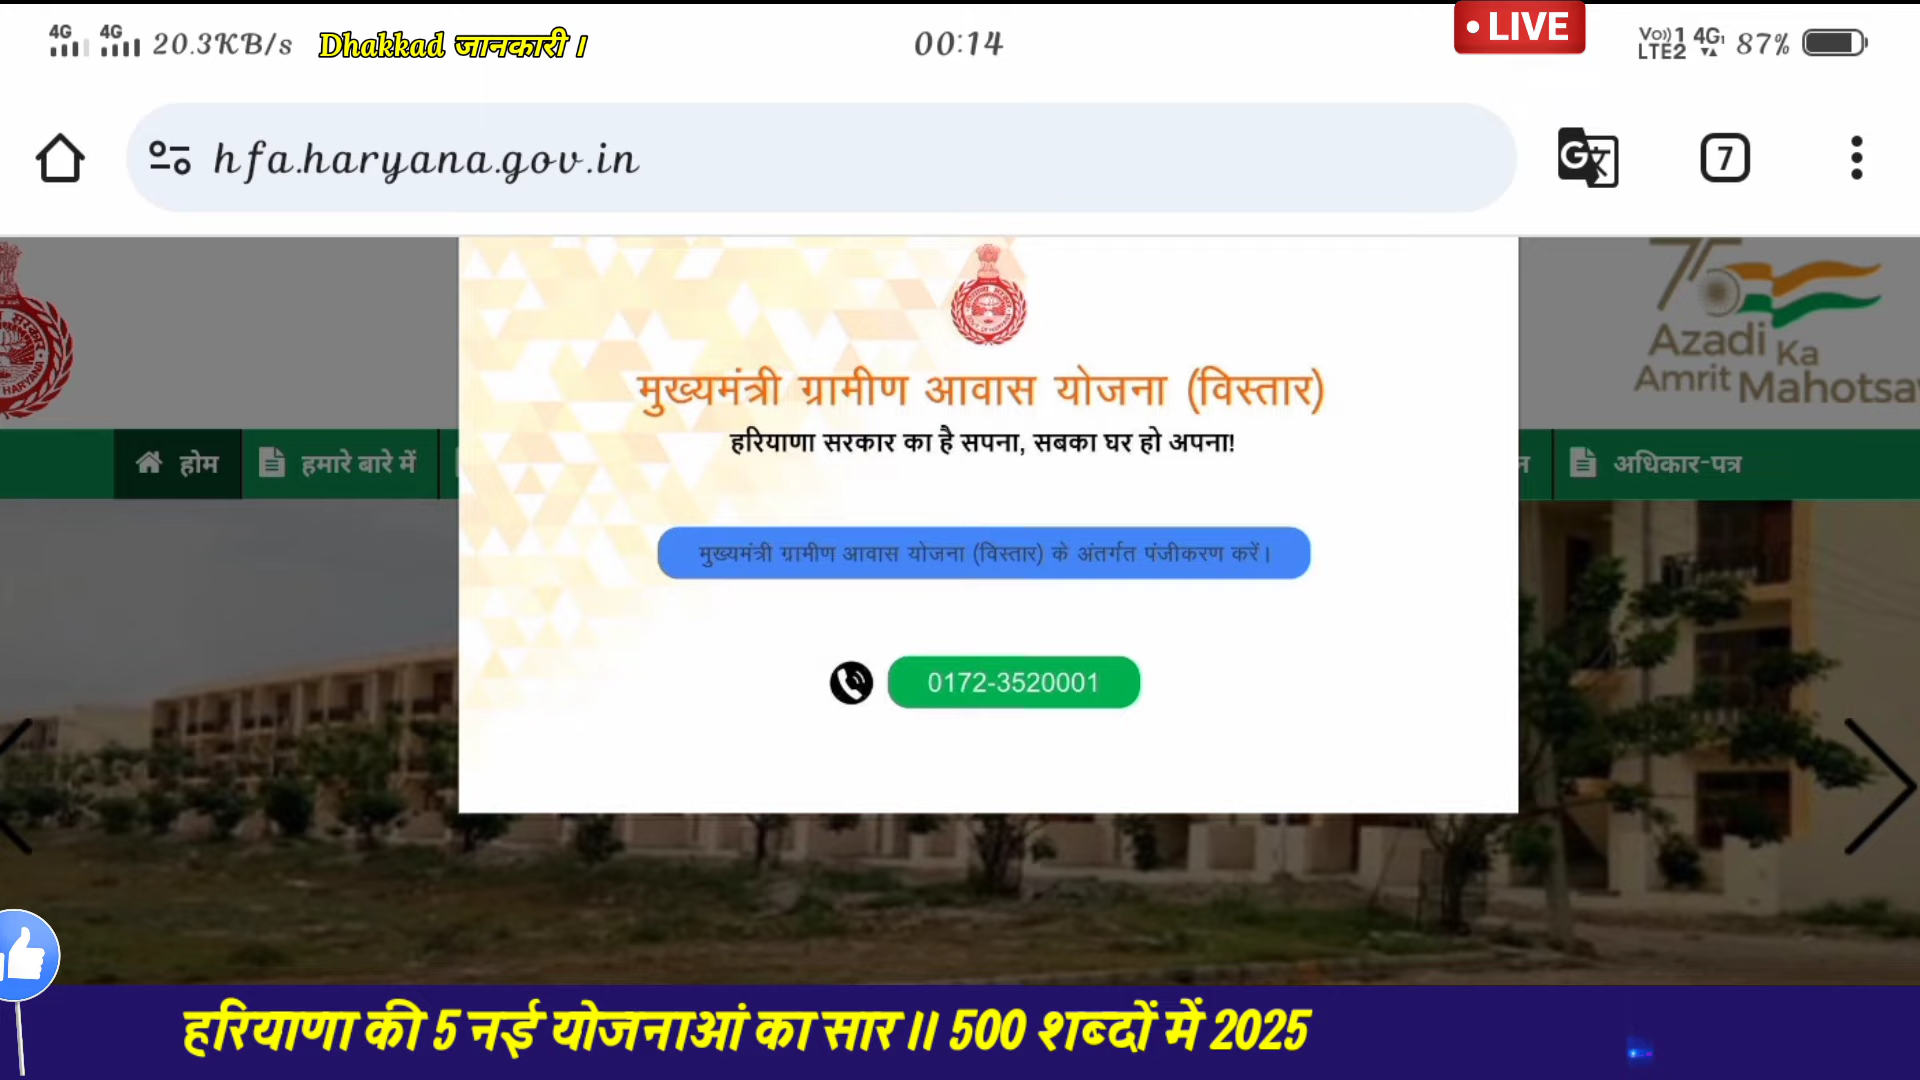 4G 4G 20.3KB/s Dhakkad जानकारी । 00:14 • LIVE Vo)) 1 LTE2 4G 87%
hfa.haryana.gov.in 7
75
Azadi Ka
Amrit Mahotsav
मुख्यमंत्री ग्रामीण आवास योजना (विस्तार)
हरियाणा सरकार का है सपना, सबका घर हो अपना!
होम हमारे बारे में न अधिकार-पत्र
मुख्यमंत्री ग्रामीण आवास योजना (विस्तार) के अंतर्गत पंजीकरण करें।
0172-3520001
हरियाणा की 5 नई योजनाआं का सार॥ 500 शब्दों में 2025